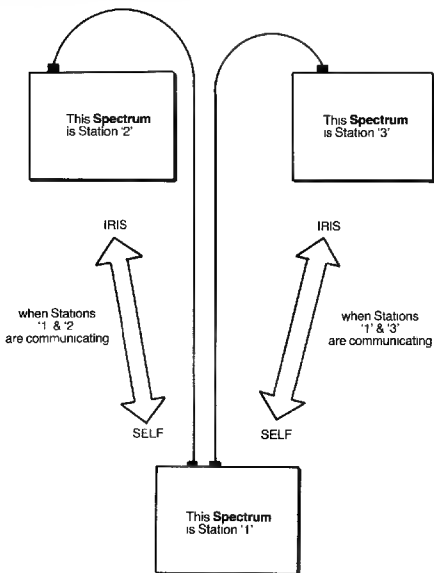 This Spectrum
is Station '2'
This Spectrum
is Station '3'
IRIS
IRIS
when Stations
'1 & '2
are communicating
when Stations
'1' & '3'
are communicating
SELF
SELF
This Spectrum
is Station '1'